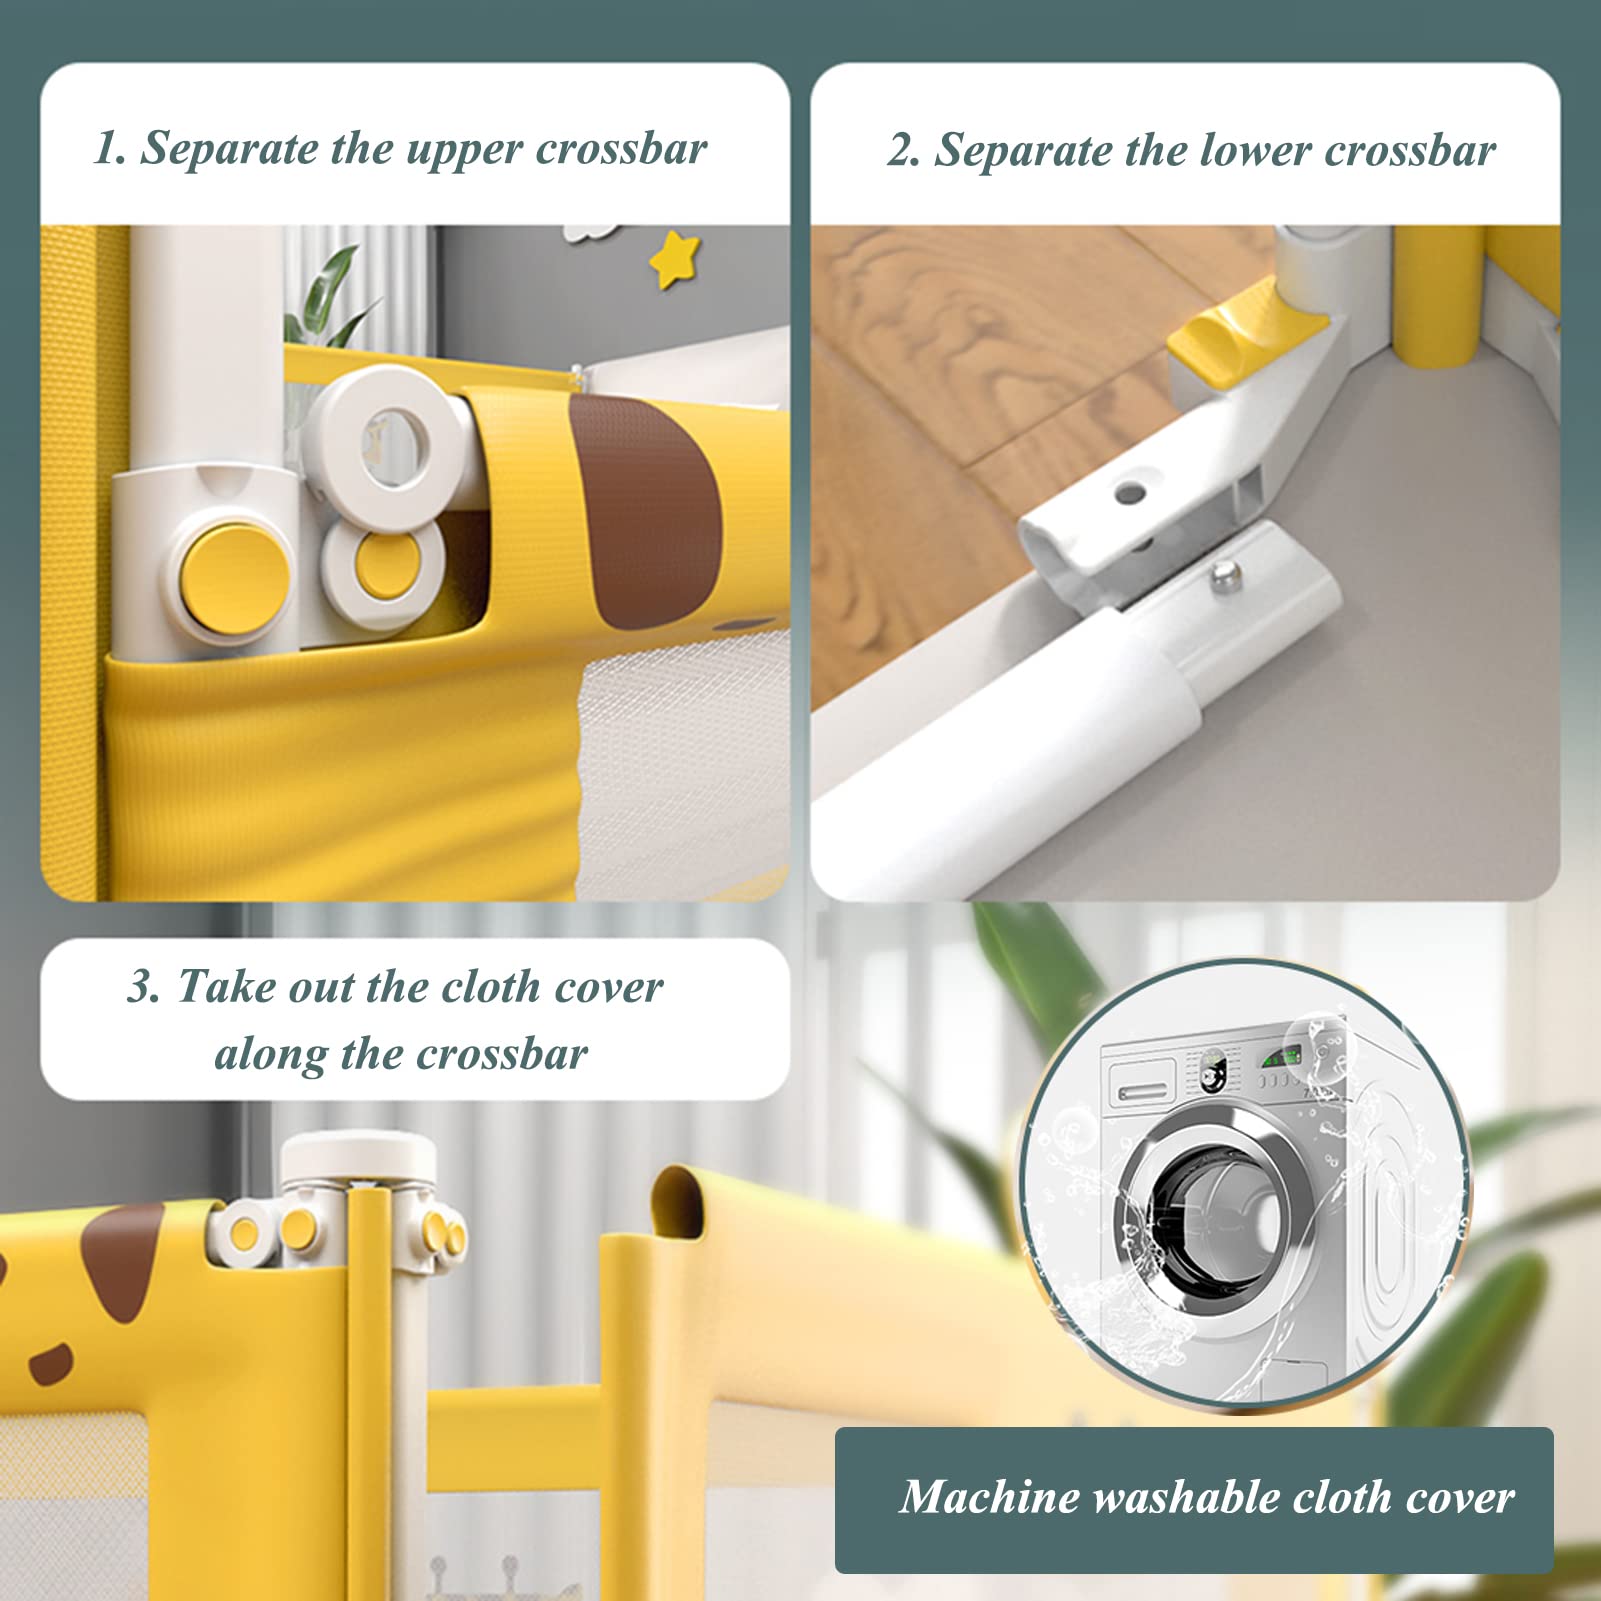 1. Separate the upper crossbar
2. Separate the lower crossbar
3. Take out the cloth cover
along the crossbar
Machine washable cloth cover